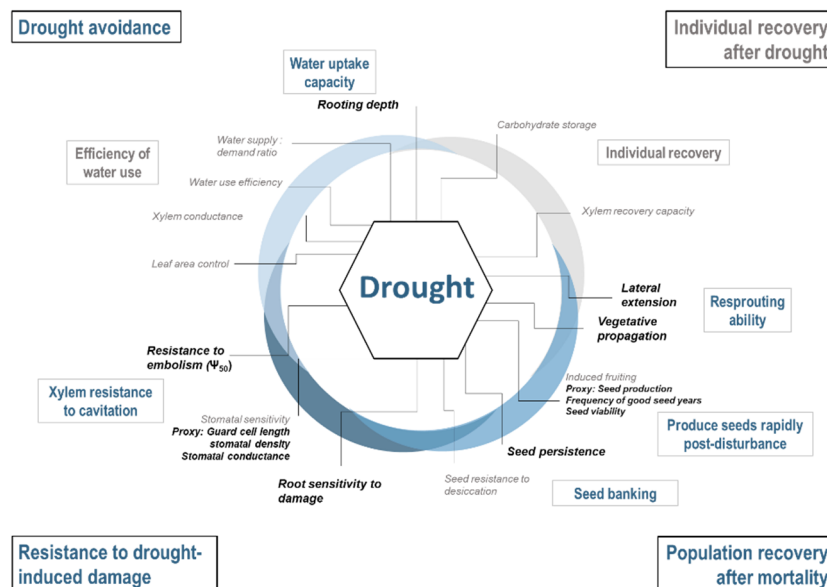 Drought avoidance
Individual recovery
after drought
Water uptake
capacity
Rooting depth
Carbohydrate storage
Water supply :
demand ratio
Efficiency of
water use
Individual recovery
Water use efficiency
Xylem conductance
Xylem recovery capacity
Leaf area control
Drought
Lateral
extension
Resprouting
ability
Vegetative
propagation
Resistance to
embolism (Ψ50)
Xylem resistance
to cavitation
Induced fruiting
Proxy: Seed production
Frequency of good seed years
Seed viability
Stomatal sensitivity
Proxy: Guard cell length
stomatal density
Stomatal conductance
Produce seeds rapidly
post-disturbance
Seed persistence
Root sensitivity to
damage
Seed resistance to
desiccation
Seed banking
Resistance to drought-
induced damage
Population recovery
after mortality